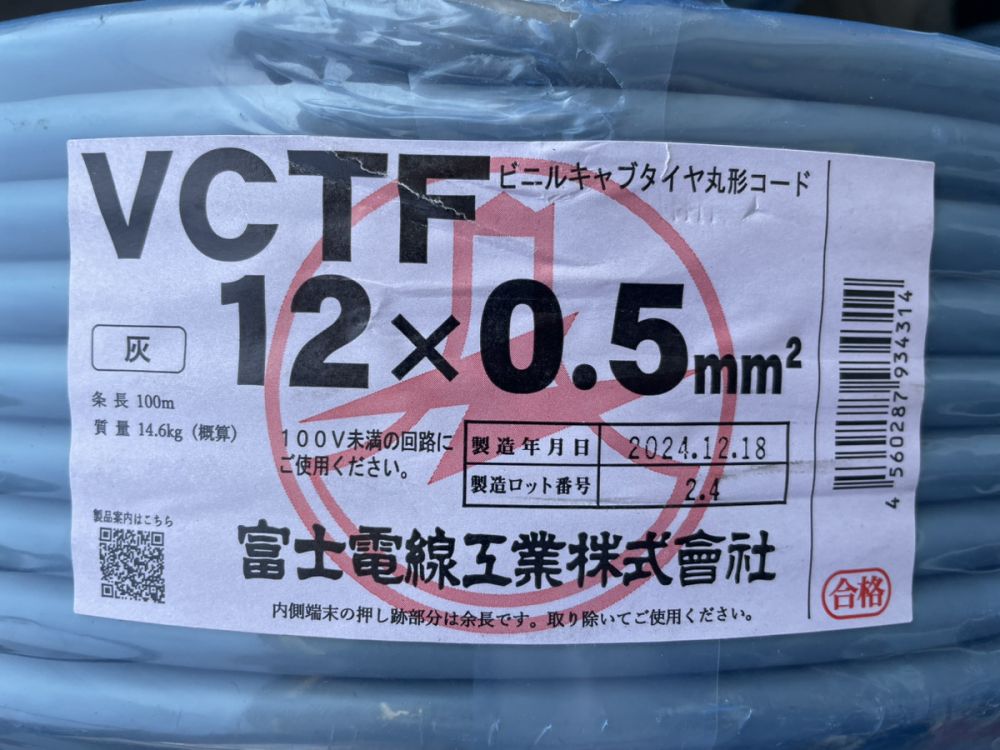 VCTF
ビニルキャブタイヤ丸形コード
12×0.5mm²
灰
条長 100m
質量 14.6kg（概算）
100V未満の回路に
ご使用ください。
製造年月日 2024.12.18
製造ロット番号 2.4
製品案内はこちら
富士電線工業株式會社
内側端末の押し跡部分は余長です。取り除いてご使用ください。
4560287934314
合格